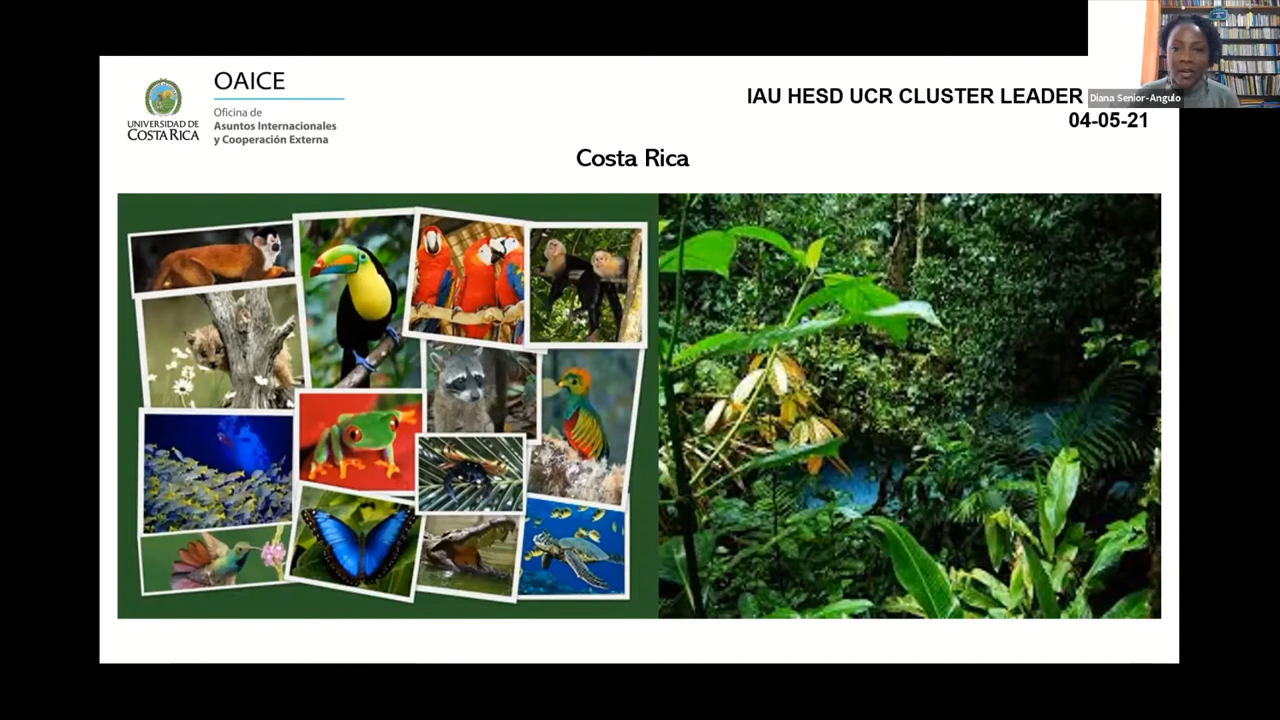 UNIVERSIDAD DE
COSTA RICA
OAICE
Oficina de
Asuntos Internacionales
y Cooperación Externa
IAU HESD UCR CLUSTER LEADER
04-05-21
Diana Senior-Angulo
Costa Rica